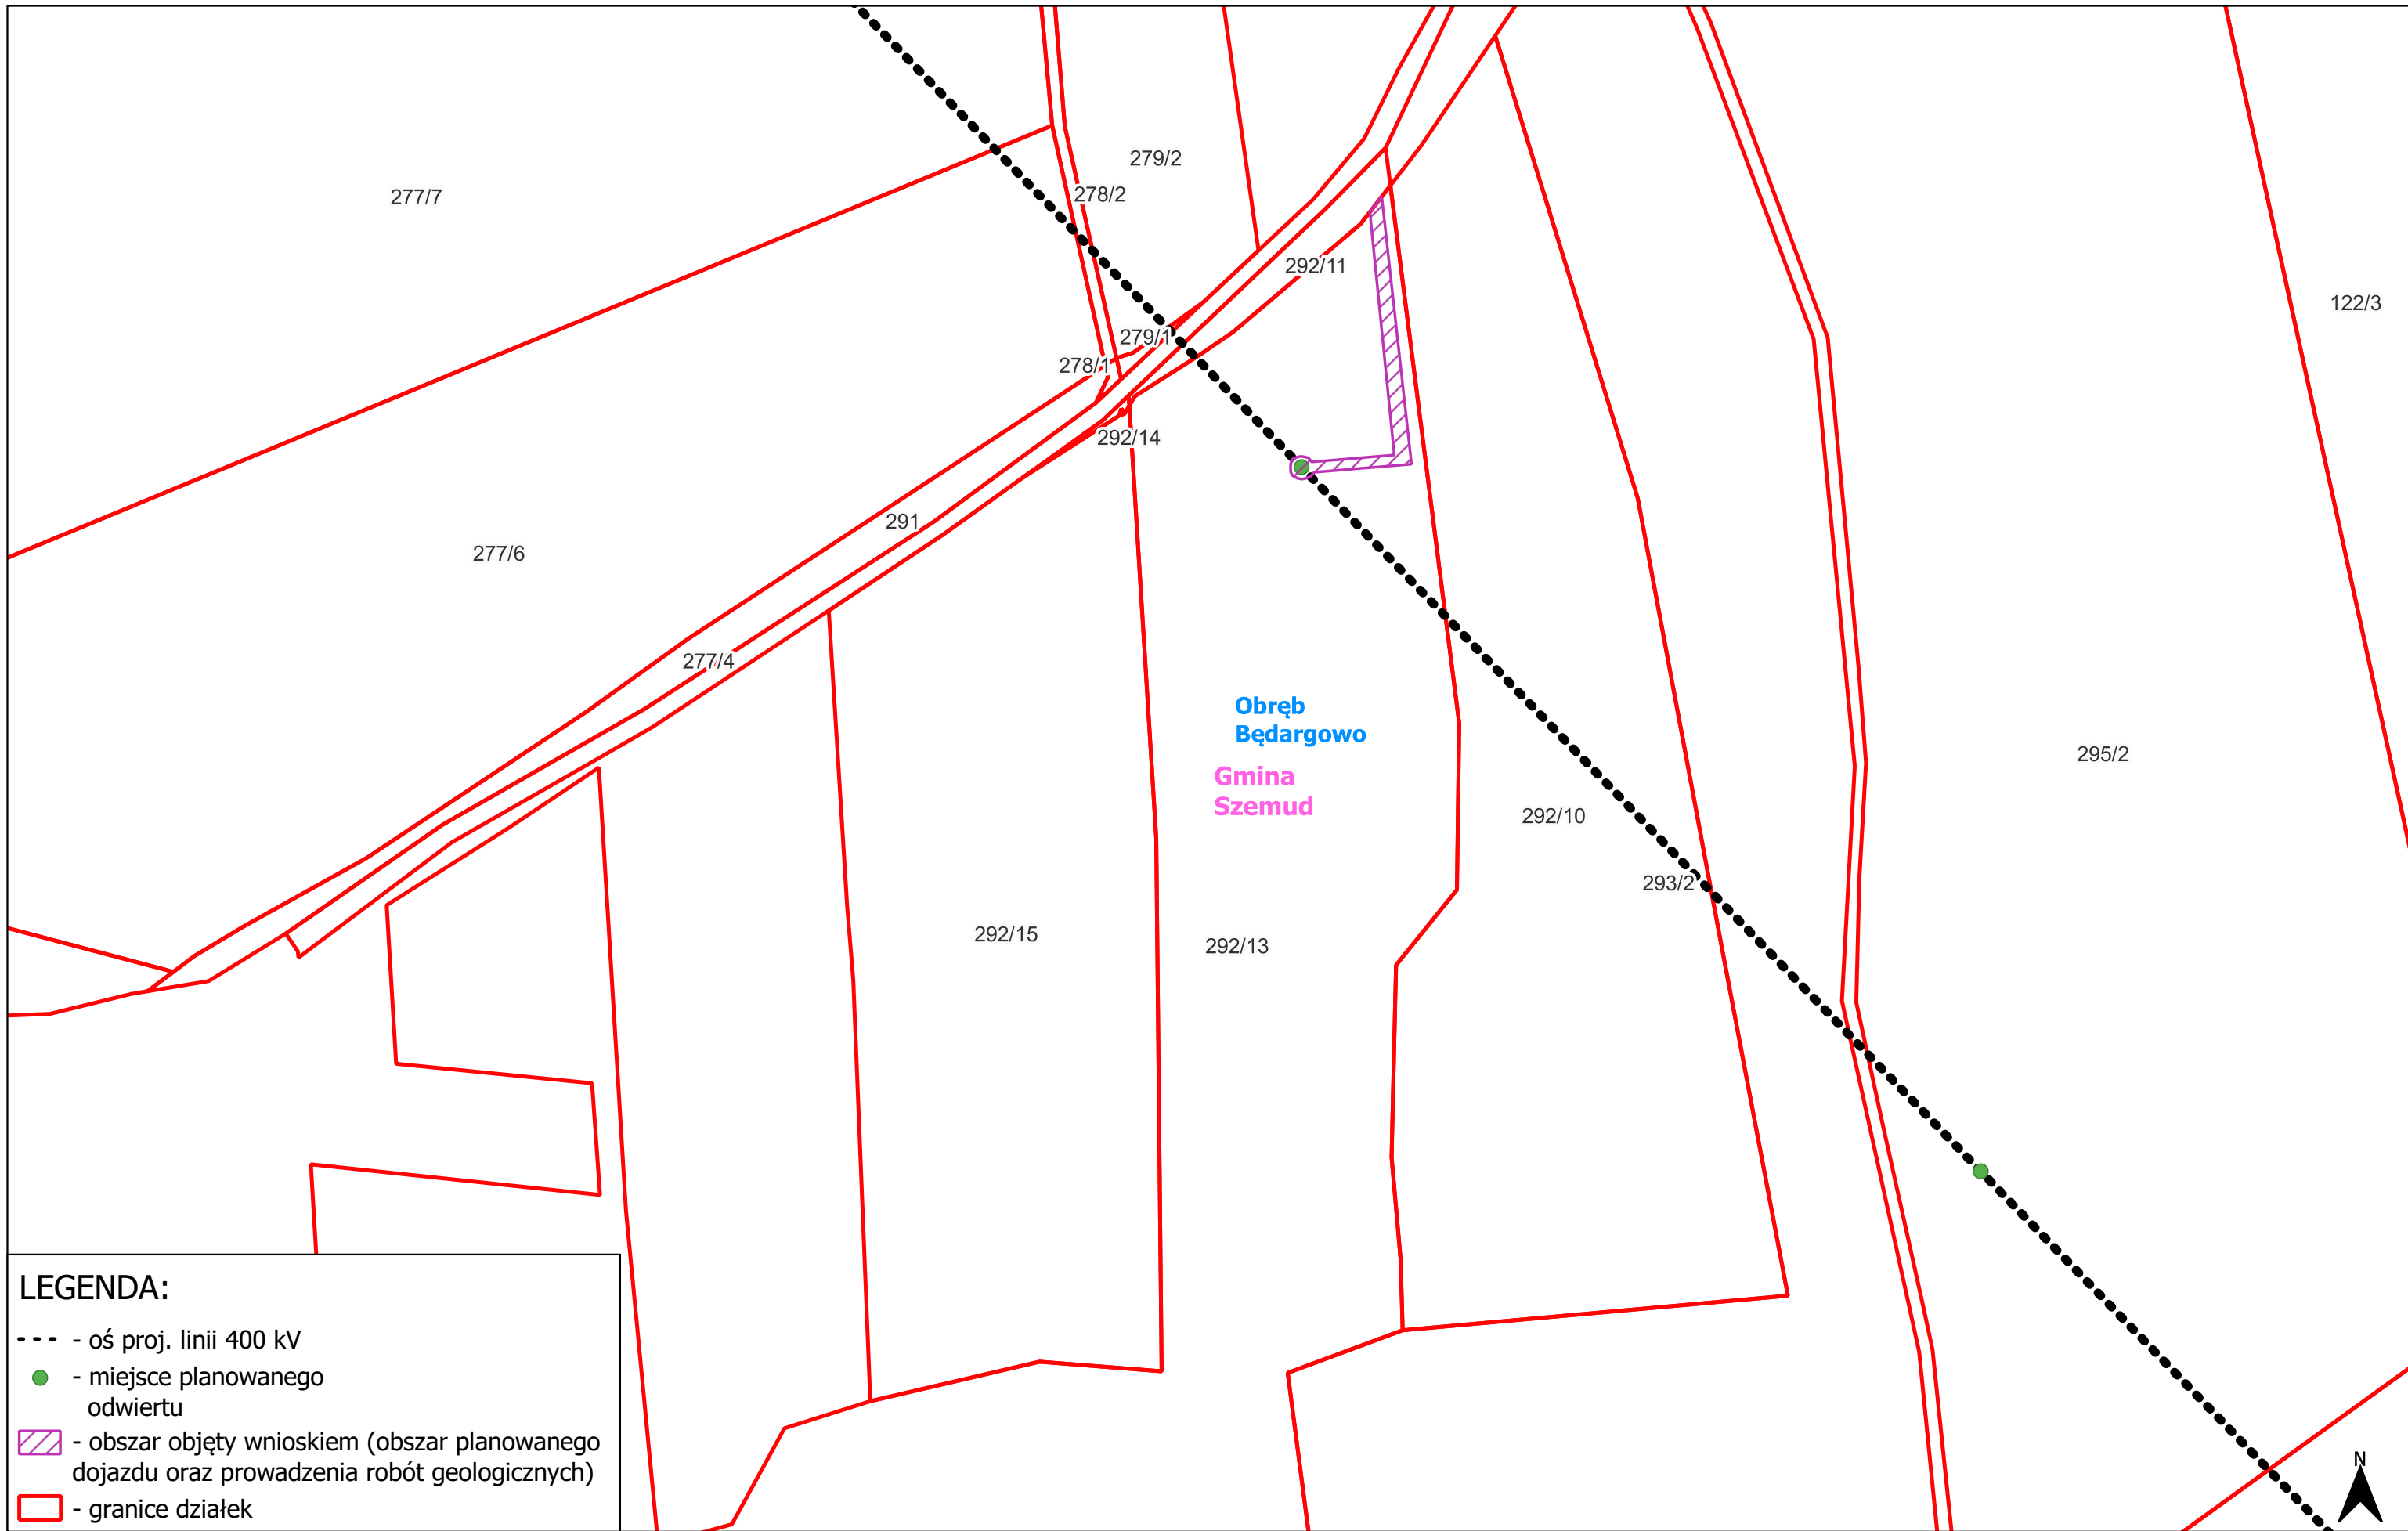 279/2
277/7
278/2
292/11
122/3
279/1
278/1
292/14
291
277/6
277/4
Obręb
Będargowo
295/2
Gmina
Szemud
292/10
293/2
292/15
292/13
LEGENDA:
- oś proj. linii 400 kV
- miejsce planowanego
odwiertu
- obszar objęty wnioskiem (obszar planowanego
dojazdu oraz prowadzenia robót geologicznych)
- granice działek
N